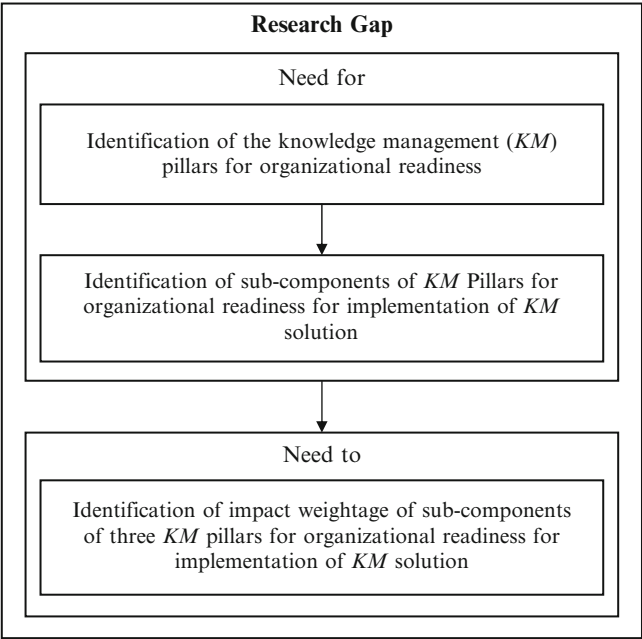 Research Gap
Need for
Identification of the knowledge management (KM)
pillars for organizational readiness
Identification of sub-components of KM Pillars for
organizational readiness for implementation of KM
solution
Need to
Identification of impact weightage of sub-components
of three KM pillars for organizational readiness for
implementation of KM solution